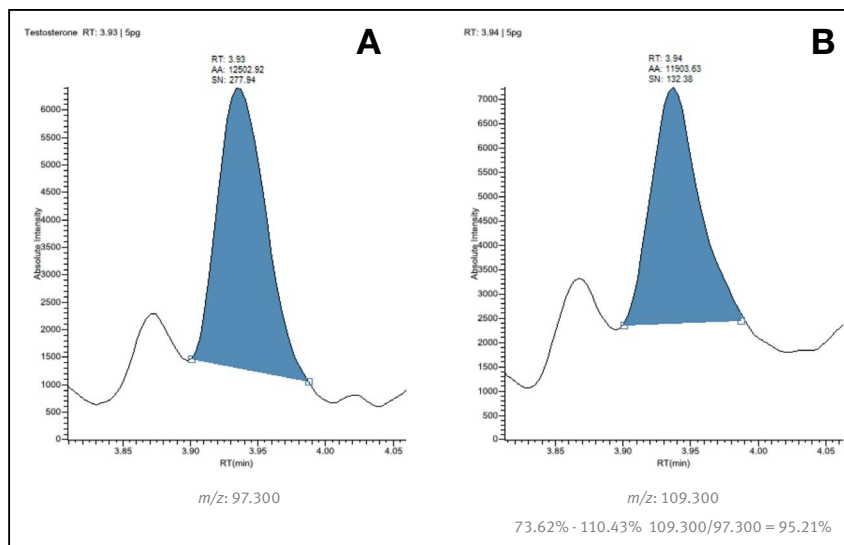 Testosterone RT: 3.93 | 5pg
A
RT: 3.93
AA: 12502.92
SN: 277.94
Absolute Intensity
6000
5500
5000
4500
4000
3500
3000
2500
2000
1500
1000
500
0
3.85 3.90 3.95 4.00 4.05
RT(min)
m/z: 97.300
RT: 3.94 | 5pg
B
RT: 3.94
AA: 11903.63
SN: 132.38
Absolute Intensity
7000
6500
6000
5500
5000
4500
4000
3500
3000
2500
2000
1500
1000
500
0
3.85 3.90 3.95 4.00 4.05
RT(min)
m/z: 109.300
73.62% - 110.43% 109.300/97.300 = 95.21%